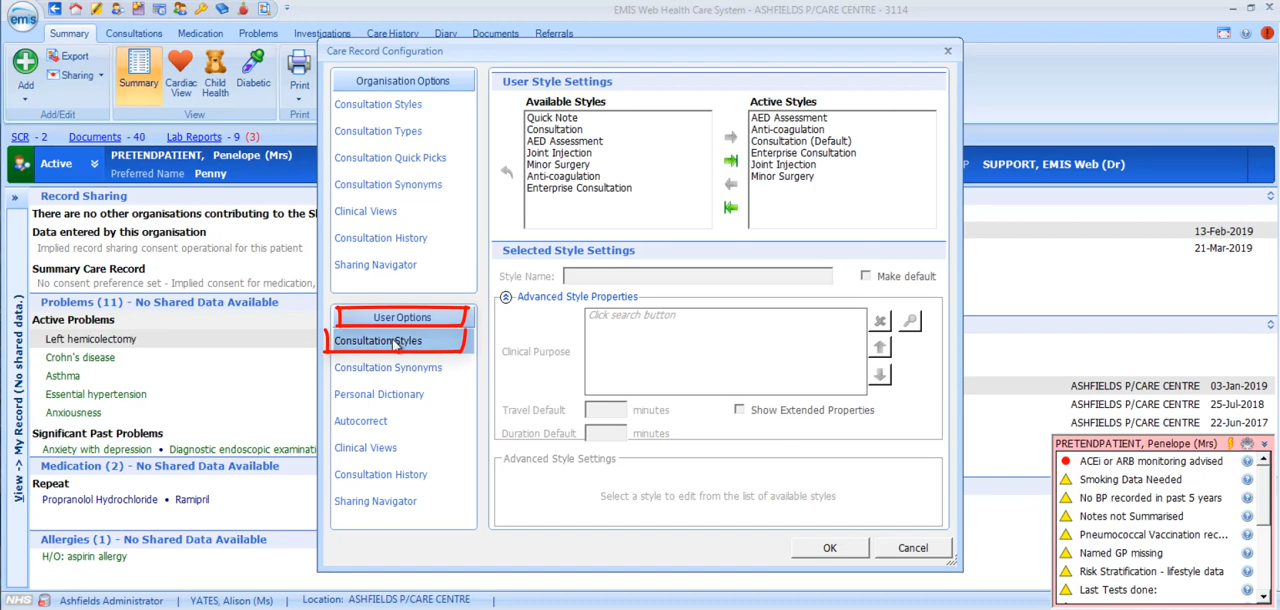 emis
EMIS Web Health Care System - ASHFIELDS P/CARE CENTRE - 3114
Summary Consultations Medication Problems Investigations Care History Diary Documents Referrals
Add
Export
Sharing
Add/Edit
Summary
Cardiac View
Child Health
Diabetic
View
Print
Print
SCR - 2 Documents - 40 Lab Reports - 9 (3)
Active
PRETENDPATIENT, Penelope (Mrs)
Preferred Name Penny
SUPPORT, EMIS Web (Dr)
»
View -> My Record (No shared data.)
Record Sharing
There are no other organisations contributing to the
Data entered by this organisation
Implied record sharing consent operational for this patient
Summary Care Record
No consent preference set - Implied consent for medication,
Problems (11) - No Shared Data Available
Active Problems
Left hemicolectomy
Crohn's disease
Asthma
Essential hypertension
Anxiousness
Significant Past Problems
Anxiety with depression • Diagnostic endoscopic examination
Medication (2) - No Shared Data Available
Repeat
Propranolol Hydrochloride • Ramipril
Allergies (1) - No Shared Data Available
H/O: aspirin allergy
Care Record Configuration
Organisation Options
Consultation Styles
Consultation Types
Consultation Quick Picks
Consultation Synonyms
Clinical Views
Consultation History
Sharing Navigator
User Options
Consultation Styles
Consultation Synonyms
Personal Dictionary
Autocorrect
Clinical Views
Consultation History
Sharing Navigator
User Style Settings
Available Styles
Quick Note
Consultation
AED Assessment
Joint Injection
Minor Surgery
Anti-coagulation
Enterprise Consultation
Active Styles
AED Assessment
Anti-coagulation
Consultation (Default)
Enterprise Consultation
Joint Injection
Minor Surgery
Selected Style Settings
Style Name:
Make default
Advanced Style Properties
Clinical Purpose
Click search button
Travel Default minutes
Show Extended Properties
Duration Default minutes
Advanced Style Settings
Select a style to edit from the list of available styles
OK Cancel
13-Feb-2019
21-Mar-2019
ASHFIELDS P/CARE CENTRE 03-Jan-2019
ASHFIELDS P/CARE CENTRE 25-Jul-2018
ASHFIELDS P/CARE CENTRE 22-Jun-2017
PRETENDPATIENT, Penelope (Mrs)
ACEi or ARB monitoring advised
Smoking Data Needed
No BP recorded in past 5 years
Notes not Summarised
Pneumococcal Vaccination rec...
Named GP missing
Risk Stratification - lifestyle data
Last Tests done:
NHS Ashfields Administrator YATES, Alison (Ms) Location: ASHFIELDS P/CARE CENTRE